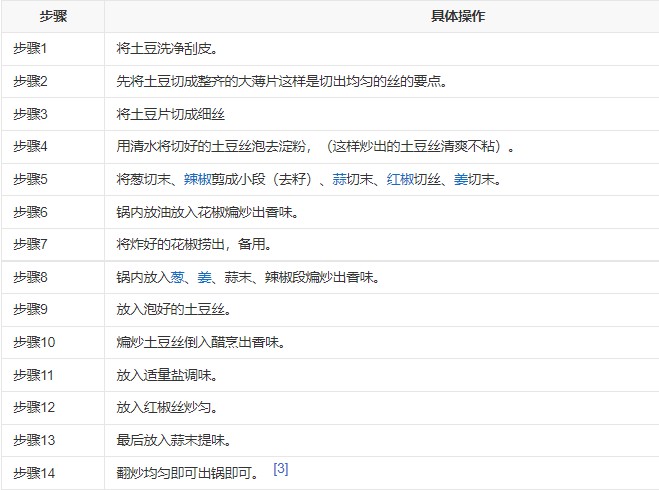 步骤 具体操作
步骤1 将土豆洗净刮皮。
步骤2 先将土豆切成整齐的大薄片这样是切出均匀的丝的要点。
步骤3 将土豆片切成细丝
步骤4 用清水将切好的土豆丝泡去淀粉，（这样炒出的土豆丝清爽不粘）。
步骤5 将葱切末、辣椒剪成小段（去籽）、蒜切末、红椒切丝、姜切末。
步骤6 锅内放油放入花椒煸炒出香味。
步骤7 将炸好的花椒捞出，备用。
步骤8 锅内放入葱、姜、蒜末、辣椒段煸炒出香味。
步骤9 放入泡好的土豆丝。
步骤10 煸炒土豆丝倒入醋烹出香味。
步骤11 放入适量盐调味。
步骤12 放入红椒丝炒匀。
步骤13 最后放入蒜末提味。
步骤14 翻炒均匀即可出锅即可。 [3]